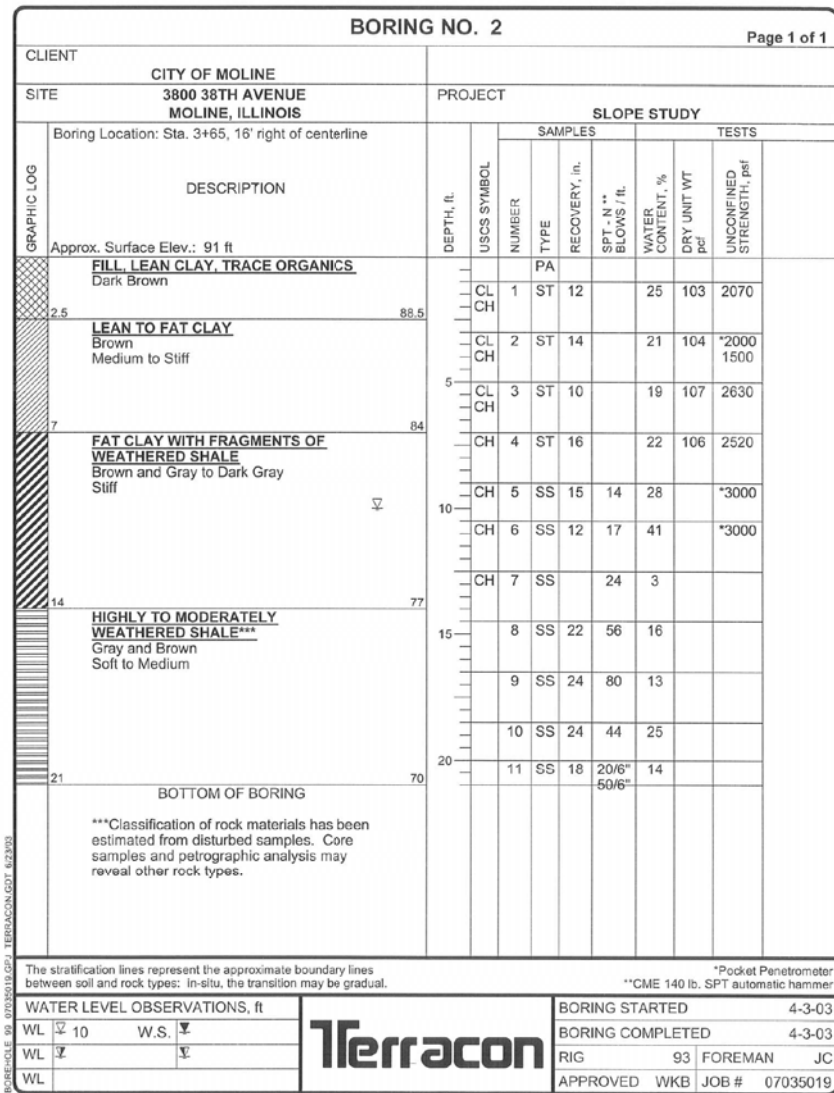 BORING NO. 2
Page 1 of 1
CLIENT
CITY OF MOLINE
SITE 3800 38TH AVENUE
MOLINE, ILLINOIS
PROJECT
SLOPE STUDY
GRAPHIC LOG
Boring Location: Sta. 3+65, 16' right of centerline
DESCRIPTION
Approx. Surface Elev.: 91 ft
DEPTH, ft.
USCS SYMBOL
SAMPLES
NUMBER
TYPE
RECOVERY, in.
SPT - N **
BLOWS / ft.
TESTS
WATER
CONTENT, %
DRY UNIT WT
pcf
UNCONFINED
STRENGTH, psf
FILL, LEAN CLAY, TRACE ORGANICS
Dark Brown
2.5 88.5
LEAN TO FAT CLAY
Brown
Medium to Stiff
7 84
FAT CLAY WITH FRAGMENTS OF
WEATHERED SHALE
Brown and Gray to Dark Gray
Stiff
14 77
HIGHLY TO MODERATELY
WEATHERED SHALE***
Gray and Brown
Soft to Medium
21 70
BOTTOM OF BORING
***Classification of rock materials has been
estimated from disturbed samples. Core
samples and petrographic analysis may
reveal other rock types.
PA
CL 1 ST 12 25 103 2070
CH
CL 2 ST 14 21 104 *2000
CH 1500
5
CL 3 ST 10 19 107 2630
CH
CH 4 ST 16 22 106 2520
CH 5 SS 15 14 28 *3000
10
CH 6 SS 12 17 41 *3000
CH 7 SS 24 3
15
8 SS 22 56 16
9 SS 24 80 13
10 SS 24 44 25
20
11 SS 18 20/6" 14
50/6"
The stratification lines represent the approximate boundary lines
between soil and rock types: in-situ, the transition may be gradual.
*Pocket Penetrometer
**CME 140 lb. SPT automatic hammer
WATER LEVEL OBSERVATIONS, ft
WL 10 W.S.
WL
WL
Terracon
BORING STARTED 4-3-03
BORING COMPLETED 4-3-03
RIG 93 FOREMAN JC
APPROVED WKB JOB # 07035019
BOREHOLE 99 07035019.GPJ TERRACON.GDT 6/23/03